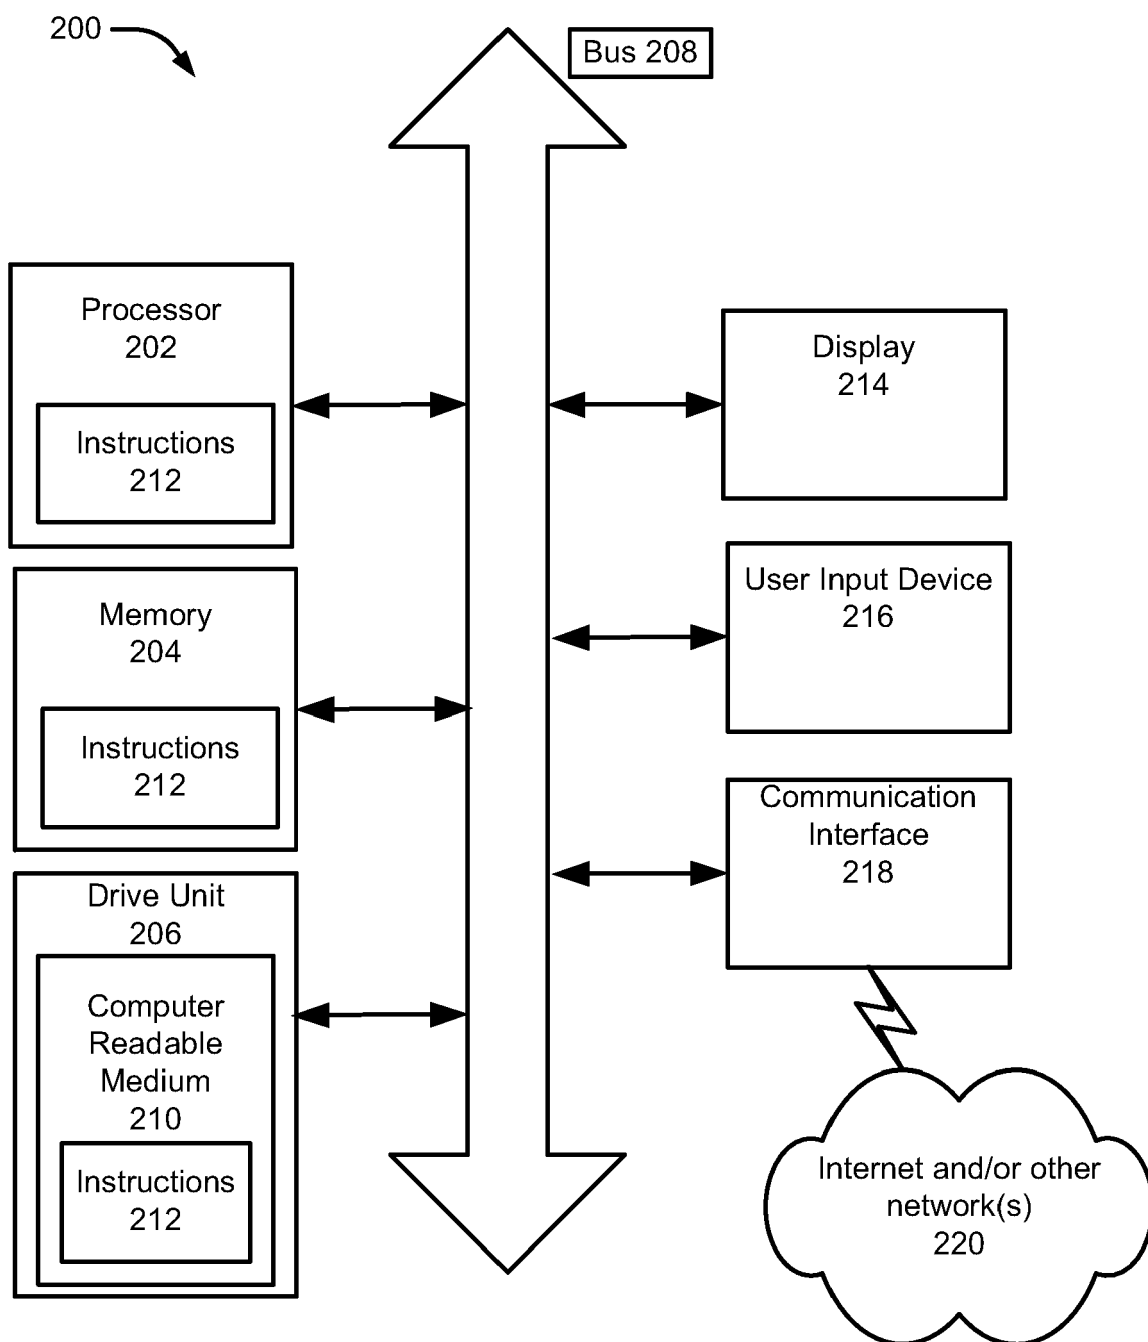 200
Bus 208
Processor
202
Instructions
212
Memory
204
Instructions
212
Drive Unit
206
Computer
Readable
Medium
210
Instructions
212
Display
214
User Input Device
216
Communication
Interface
218
Internet and/or other
network(s)
220